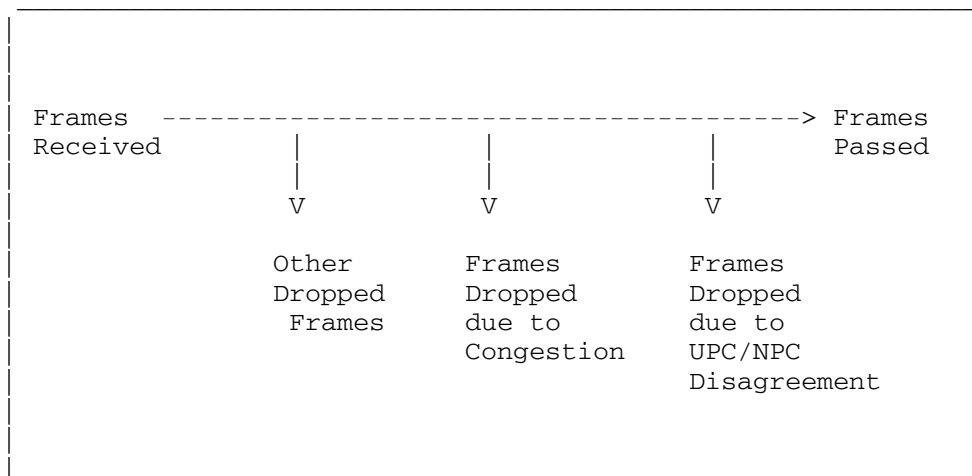 Frames ----------------------------------------> Frames
Received | | | Passed
| | |
V V V
Other Frames Frames
Dropped Dropped Dropped
Frames due to due to
Congestion UPC/NPC
Disagreement